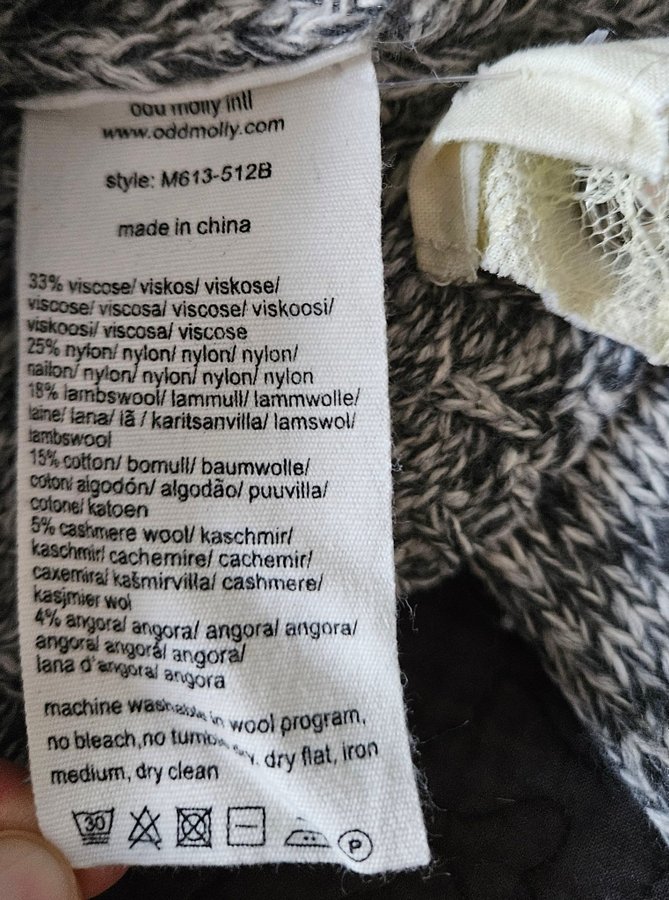 odd molly intl
www.oddmolly.com
style: M613-512B
made in china
33% viscose/ viskos/ viskose/
viscose/ viscosa/ viscose/ viskoosi/
viskoosi/ viscosa/ viscose
25% nylon/ nylon/ nylon/ nylon/
nailon/ nylon/ nylon/ nylon/ nylon
18% lambswool/ lammull/ lammwolle/
laine/ lana/ lã / karitsanvilla/ lamswol/
lambswool
15% cotton/ bomull/ baumwolle/
coton/ algodón/ algodão/ puuvilla/
cotone/ katoen
5% cashmere wool/ kaschmir/
kaschmir/ cachemire/ cachemir/
caxemira/ kašmirvilla/ cashmere/
kasjmier wol
4% angora/ angora/ angora/ angora/
angora/ angorá/ angora/
lana d'angora/ angora
machine washable in wool program,
no bleach,no tumble dry, dry flat, iron
medium, dry clean
30
P